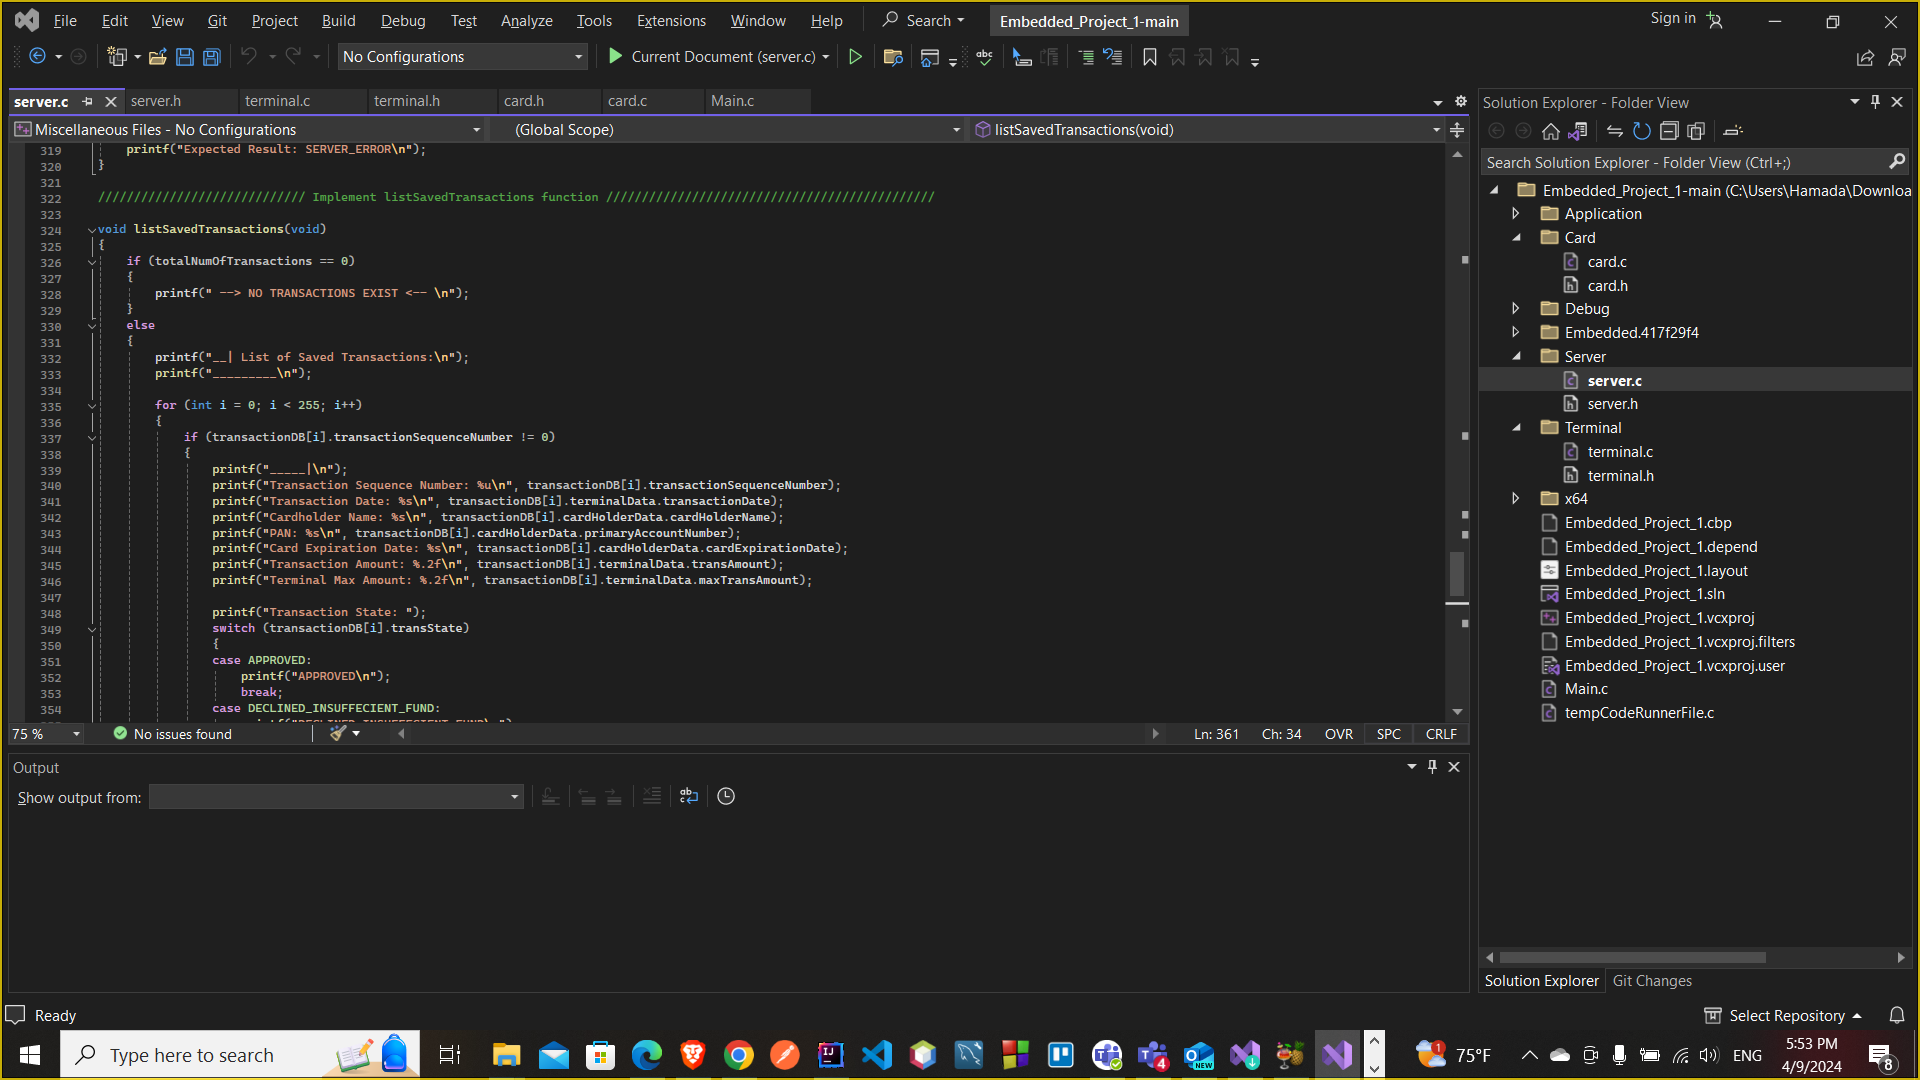 File Edit View Git Project Build Debug Test Analyze Tools Extensions Window Help Search Embedded_Project_1-main Sign in
No Configurations Current Document (server.c)
server.c server.h terminal.c terminal.h card.h card.c Main.c
Miscellaneous Files - No Configurations (Global Scope) listSavedTransactions(void)
319 printf("Expected Result: SERVER_ERROR\n");
320 }
321
322 ///////////////////////////// Implement listSavedTransactions function //////////////////////////////////////////////
323
324 void listSavedTransactions(void)
325 {
326 if (totalNumOfTransactions == 0)
327 {
328 printf(" --> NO TRANSACTIONS EXIST <-- \n");
329 }
330 else
331 {
332 printf("__| List of Saved Transactions:\n");
333 printf("_________\n");
334
335 for (int i = 0; i < 255; i++)
336 {
337 if (transactionDB[i].transactionSequenceNumber != 0)
338 {
339 printf("_____|\n");
340 printf("Transaction Sequence Number: %u\n", transactionDB[i].transactionSequenceNumber);
341 printf("Transaction Date: %s\n", transactionDB[i].terminalData.transactionDate);
342 printf("Cardholder Name: %s\n", transactionDB[i].cardHolderData.cardHolderName);
343 printf("PAN: %s\n", transactionDB[i].cardHolderData.primaryAccountNumber);
344 printf("Card Expiration Date: %s\n", transactionDB[i].cardHolderData.cardExpirationDate);
345 printf("Transaction Amount: %.2f\n", transactionDB[i].terminalData.transAmount);
346 printf("Terminal Max Amount: %.2f\n", transactionDB[i].terminalData.maxTransAmount);
347
348 printf("Transaction State: ");
349 switch (transactionDB[i].transState)
350 {
351 case APPROVED:
352 printf("APPROVED\n");
353 break;
354 case DECLINED_INSUFFECIENT_FUND:
75 % No issues found Ln: 361 Ch: 34 OVR SPC CRLF
Output
Show output from:
Solution Explorer - Folder View
Search Solution Explorer - Folder View (Ctrl+;)
Embedded_Project_1-main (C:\Users\Hamada\Downloa
Application
Card
card.c
card.h
Debug
Embedded.417f29f4
Server
server.c
server.h
Terminal
terminal.c
terminal.h
x64
Embedded_Project_1.cbp
Embedded_Project_1.depend
Embedded_Project_1.layout
Embedded_Project_1.sln
Embedded_Project_1.vcxproj
Embedded_Project_1.vcxproj.filters
Embedded_Project_1.vcxproj.user
Main.c
tempCodeRunnerFile.c
Solution Explorer Git Changes
Ready Select Repository
Type here to search 75°F ENG 5:53 PM
4/9/2024 8